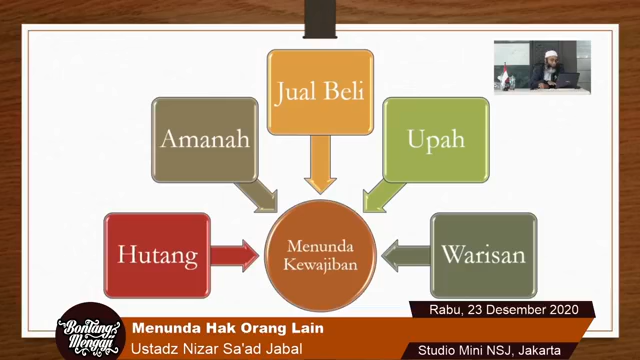 Jual Beli
Amanah
Upah
Hutang
Menunda
Kewajiban
Warisan
Rabu, 23 Desember 2020
Bontang
Mengaji
Menunda Hak Orang Lain
Ustadz Nizar Sa'ad Jabal
Studio Mini NSJ, Jakarta